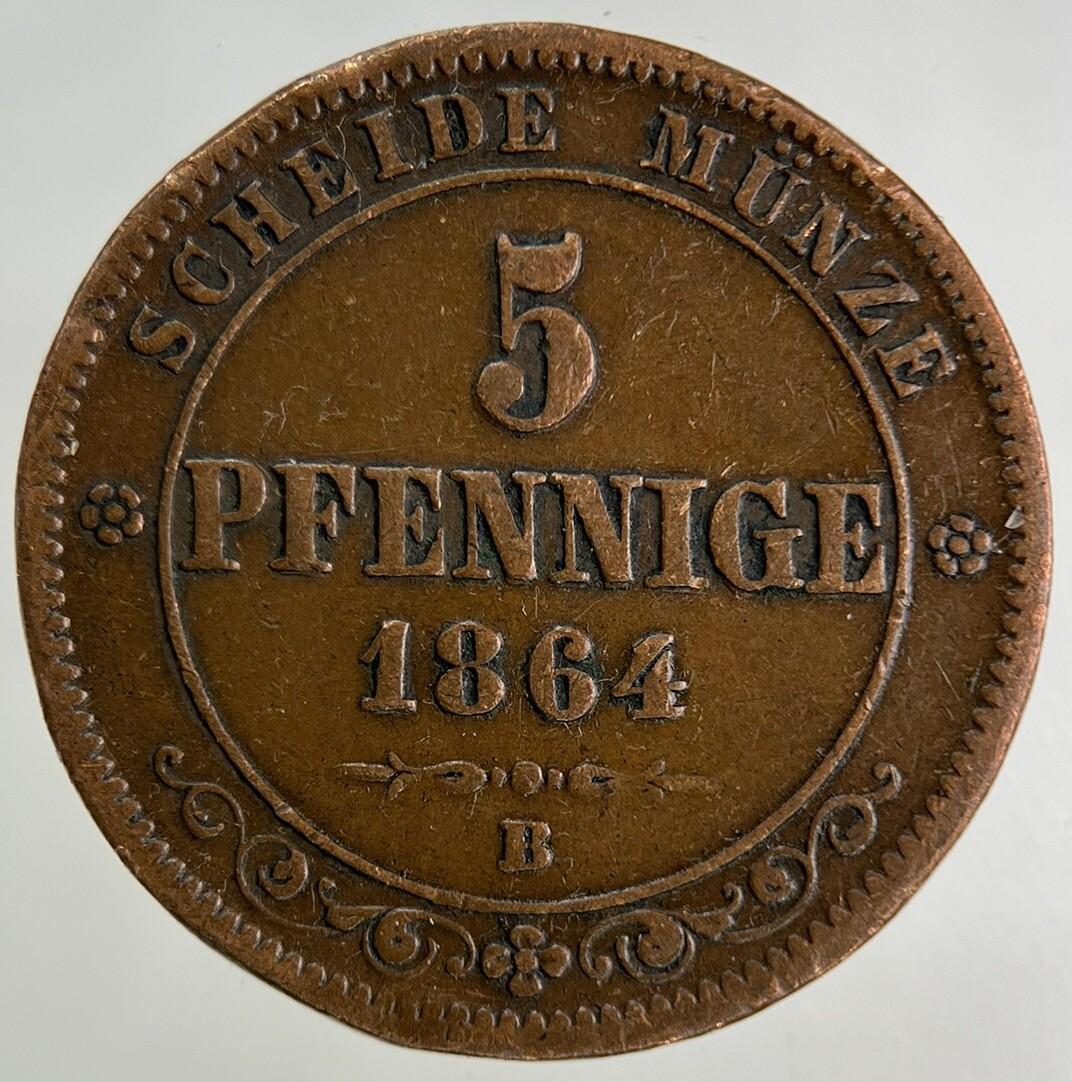 SCHEIDE MÜNZE
5
PFENNIGE
1864
B